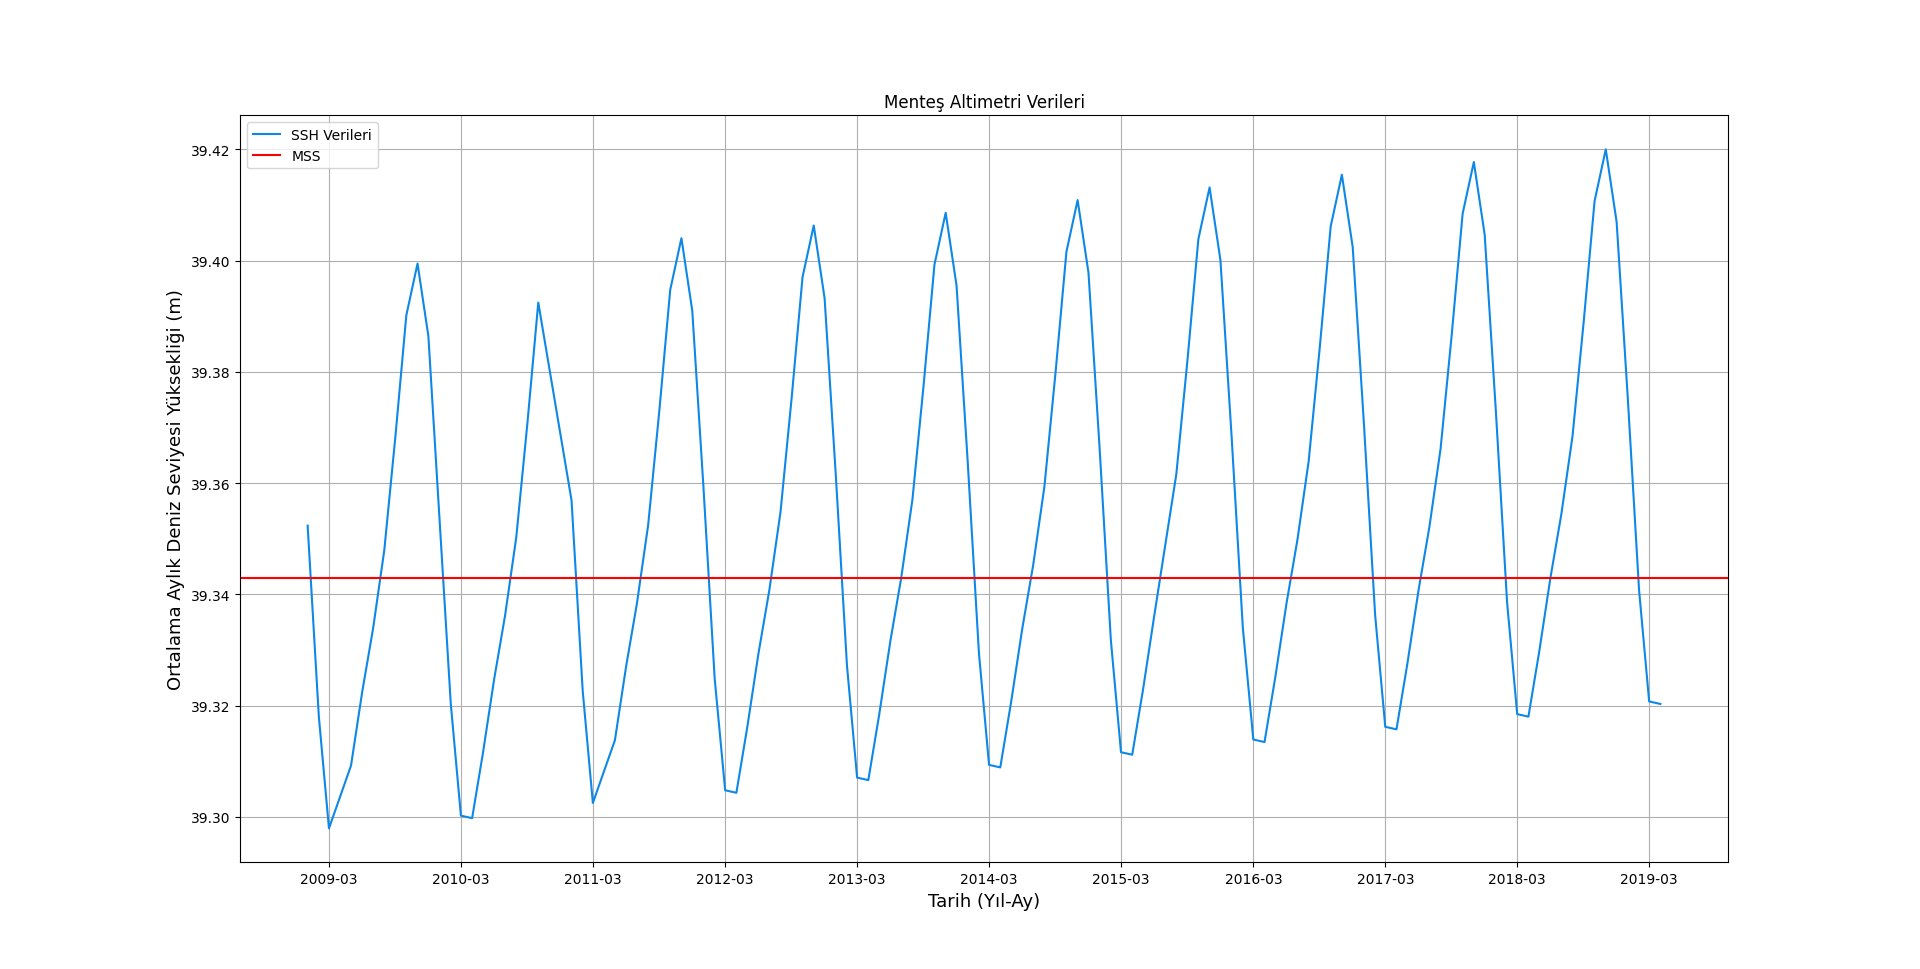 Menteş Altimetri Verileri
SSH Verileri
MSS
Ortalama Aylık Deniz Seviyesi Yüksekliği (m)
39.42
39.40
39.38
39.36
39.34
39.32
39.30
2009-03 2010-03 2011-03 2012-03 2013-03 2014-03 2015-03 2016-03 2017-03 2018-03 2019-03
Tarih (Yıl-Ay)